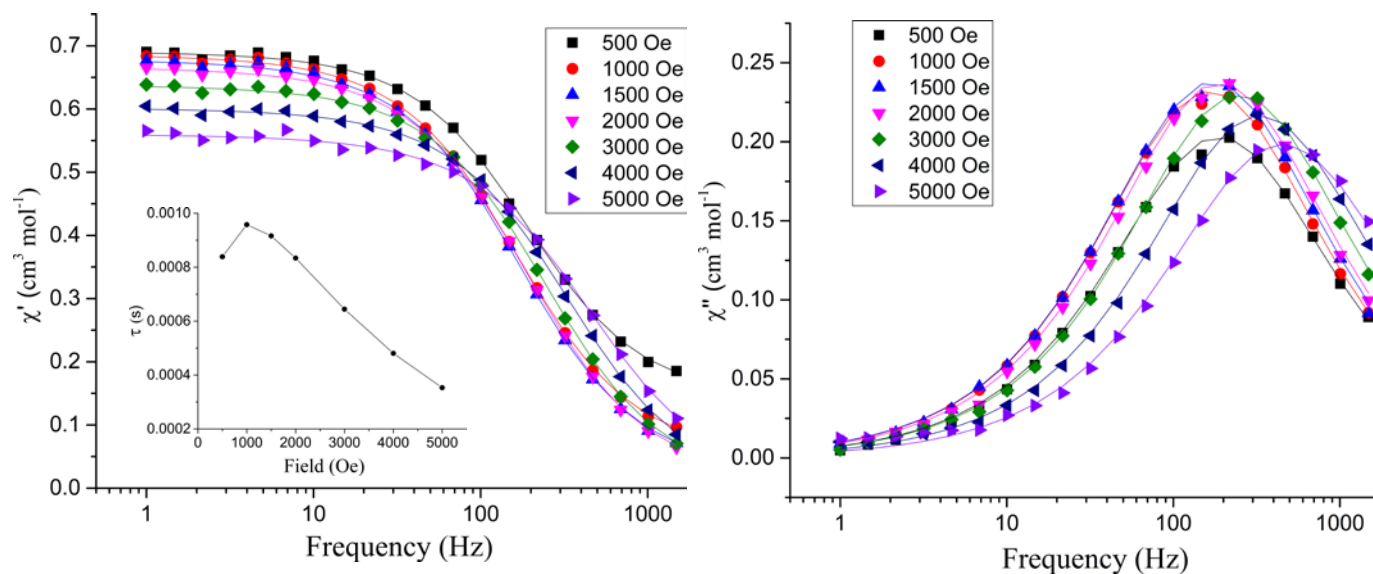 χ' (cm³ mol⁻¹)
0.7
0.6
0.5
0.4
0.3
0.2
0.1
0.0
1
10
100
1000
Frequency (Hz)
500 Oe
1000 Oe
1500 Oe
2000 Oe
3000 Oe
4000 Oe
5000 Oe
τ (s)
0.0010
0.0008
0.0006
0.0004
0.0002
0
1000
2000
3000
4000
5000
Field (Oe)
χ'' (cm³ mol⁻¹)
0.25
0.20
0.15
0.10
0.05
0.00
1
10
100
1000
Frequency (Hz)
500 Oe
1000 Oe
1500 Oe
2000 Oe
3000 Oe
4000 Oe
5000 Oe